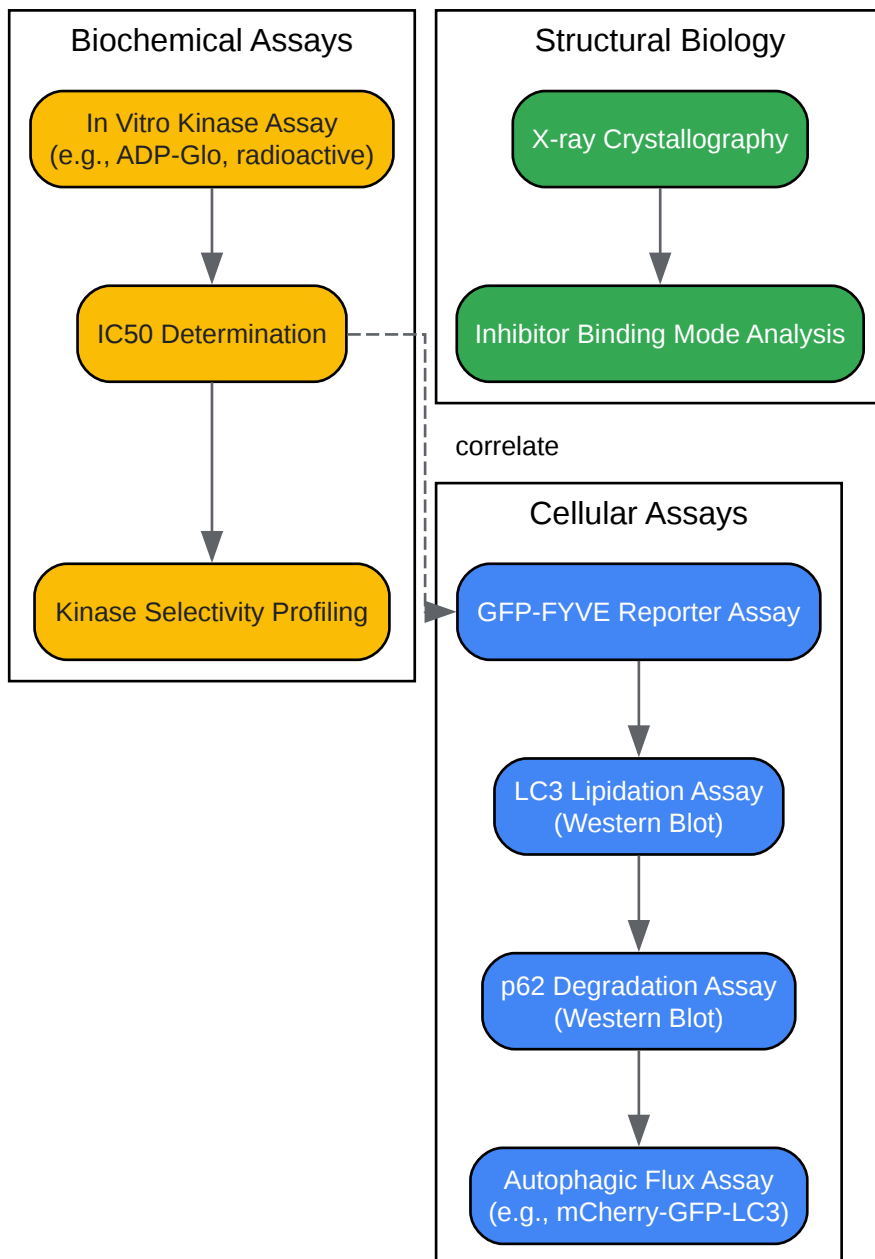 Biochemical Assays
In Vitro Kinase Assay
(e.g., ADP-Glo, radioactive)
IC50 Determination
Kinase Selectivity Profiling
Structural Biology
X-ray Crystallography
Inhibitor Binding Mode Analysis
correlate
Cellular Assays
GFP-FYVE Reporter Assay
LC3 Lipidation Assay
(Western Blot)
p62 Degradation Assay
(Western Blot)
Autophagic Flux Assay
(e.g., mCherry-GFP-LC3)